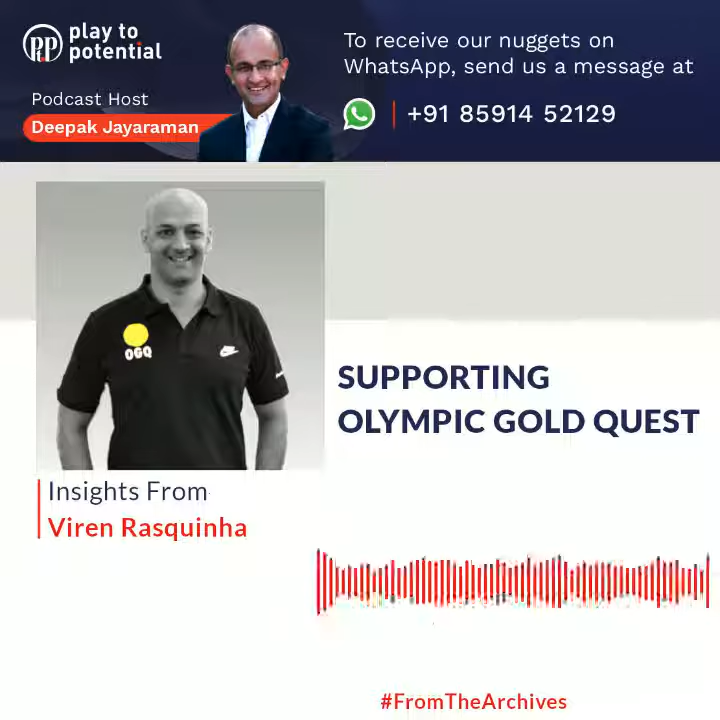 play to
potential
Podcast Host
Deepak Jayaraman
To receive our nuggets on
WhatsApp, send us a message at
+91 85914 52129
OGQ
SUPPORTING
OLYMPIC GOLD QUEST
Insights From
Viren Rasquinha
#FromTheArchives